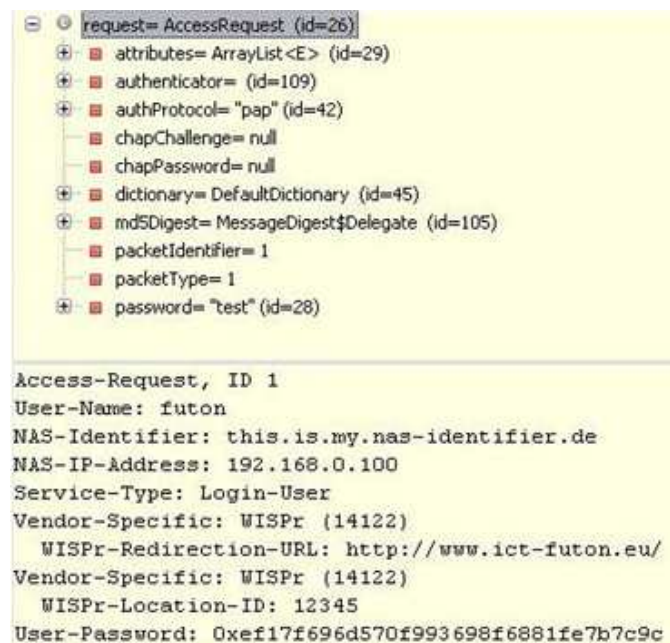 request= AccessRequest (id=26)
attributes= ArrayList<E> (id=29)
authenticator= (id=109)
authProtocol= "pap" (id=42)
chapChallenge= null
chapPassword= null
dictionary= DefaultDictionary (id=45)
md5Digest= MessageDigest$Delegate (id=105)
packetIdentifier= 1
packetType= 1
password= "test" (id=28)
Access-Request, ID 1
User-Name: futon
NAS-Identifier: this.is.my.nas-identifier.de
NAS-IP-Address: 192.168.0.100
Service-Type: Login-User
Vendor-Specific: WISPr (14122)
WISPr-Redirection-URL: http://www.ict-futon.eu/
Vendor-Specific: WISPr (14122)
WISPr-Location-ID: 12345
User-Password: 0xef17f696d570f993698f6881fe7b7c9c